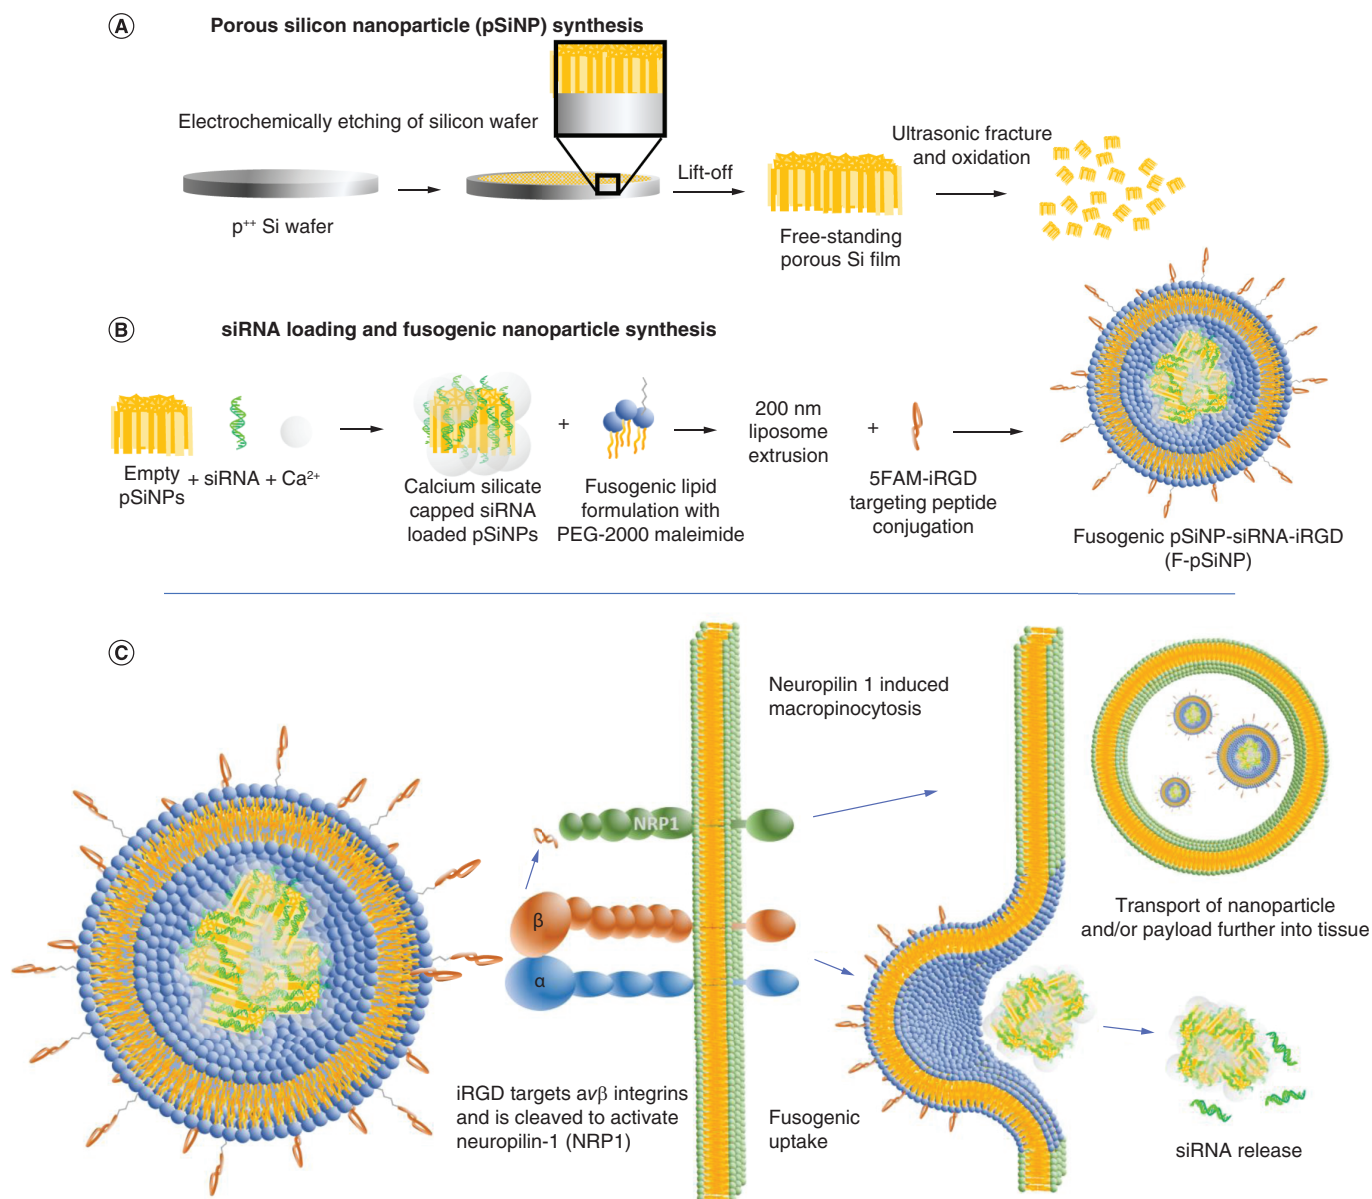 A
Porous silicon nanoparticle (pSiNP) synthesis
Electrochemically etching of silicon wafer
p++ Si wafer
Lift-off
Free-standing
porous Si film
Ultrasonic fracture
and oxidation
B
siRNA loading and fusogenic nanoparticle synthesis
Empty
pSiNPs
+ siRNA + Ca2+
Calcium silicate
capped siRNA
loaded pSiNPs
+
Fusogenic lipid
formulation with
PEG-2000 maleimide
200 nm
liposome
extrusion
+
5FAM-iRGD
targeting peptide
conjugation
Fusogenic pSiNP-siRNA-iRGD
(F-pSiNP)
C
NRP1
β
α
iRGD targets avβ integrins
and is cleaved to activate
neuropilin-1 (NRP1)
Neuropilin 1 induced
macropinocytosis
Fusogenic
uptake
Transport of nanoparticle
and/or payload further into tissue
siRNA release